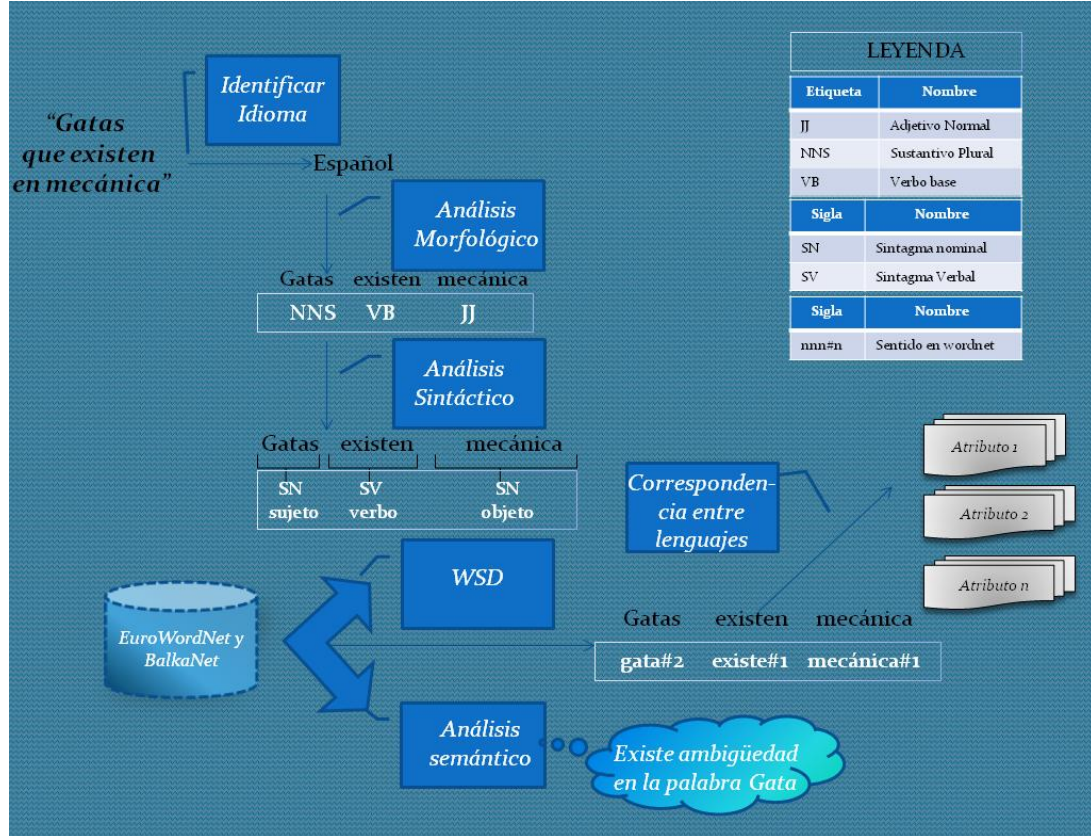 "Gatas
que existen
en mecánica"
Identificar
Idioma
Español
Análisis
Morfológico
Gatas existen mecánica
NNS VB JJ
Análisis
Sintáctico
Gatas existen mecánica
SN SV SN
sujeto verbo objeto
WSD
EuroWordNet y
BalkaNet
Análisis
semántico
Existe ambigüedad
en la palabra Gata
Corresponden-
cia entre
lenguajes
Gatas existen mecánica
gata#2 existe#1 mecánica#1
LEYENDA
Etiqueta Nombre
JJ Adjetivo Normal
NNS Sustantivo Plural
VB Verbo base
Sigla Nombre
SN Sintagma nominal
SV Sintagma Verbal
Sigla Nombre
nnn#n Sentido en wordnet
Atributo 1
Atributo 2
Atributo n